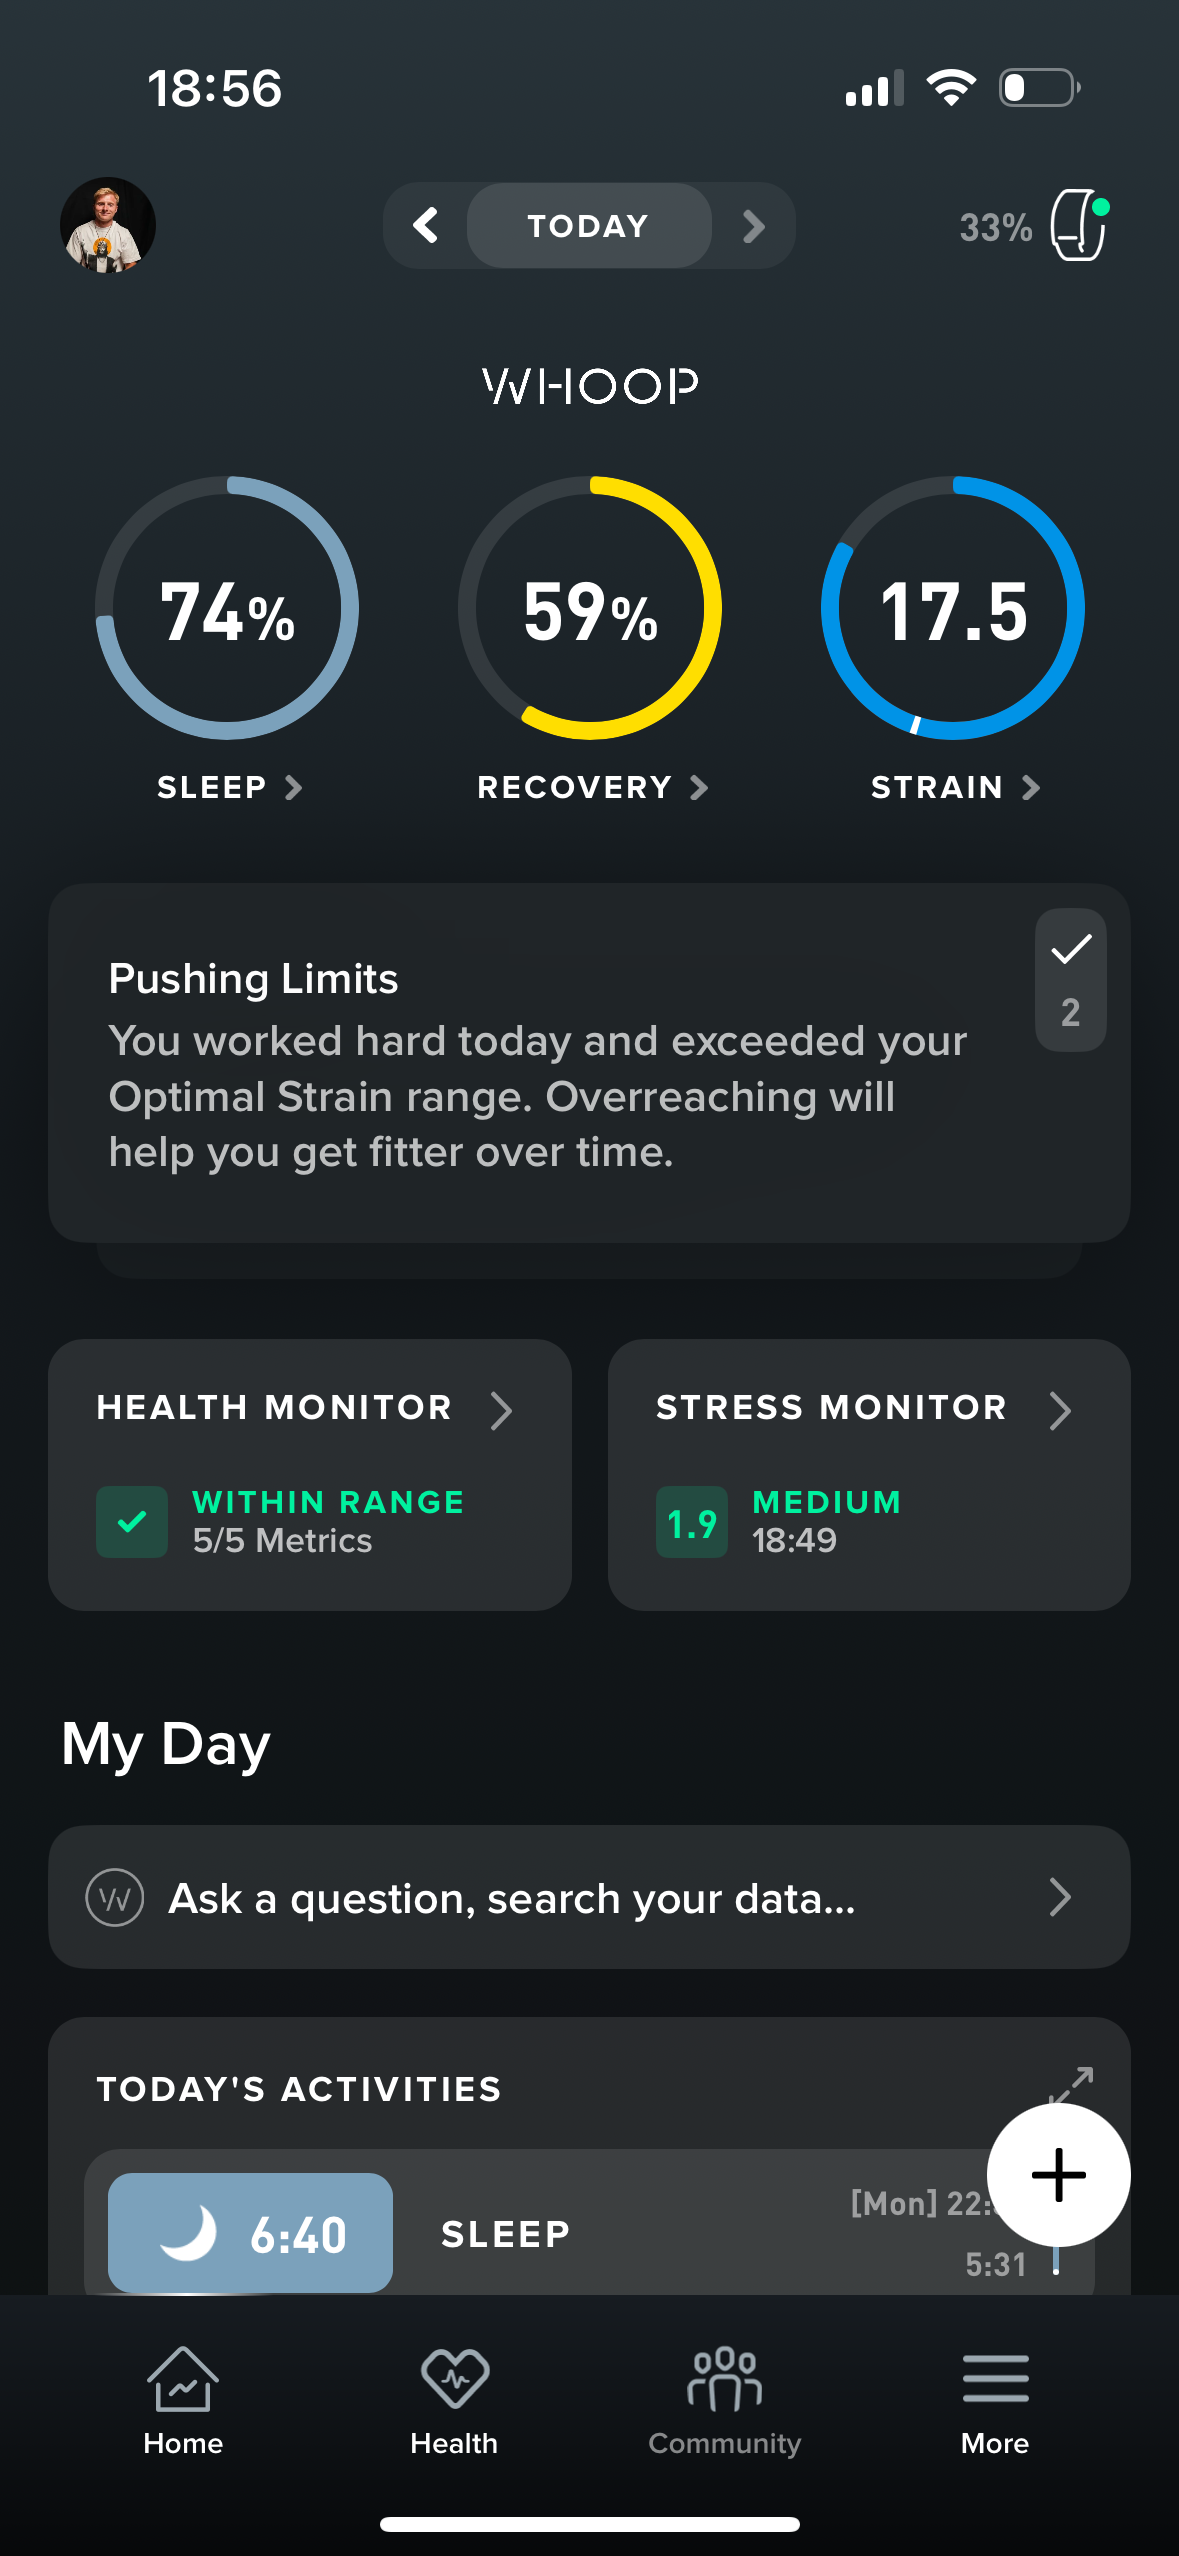 18:56
TODAY
33%
WHOOP
74%
59%
17.5
SLEEP
RECOVERY
STRAIN
Pushing Limits
2
You worked hard today and exceeded your
Optimal Strain range. Overreaching will
help you get fitter over time.
HEALTH MONITOR
STRESS MONITOR
WITHIN RANGE
5/5 Metrics
1.9
MEDIUM
18:49
My Day
W
Ask a question, search your data...
TODAY'S ACTIVITIES
6:40
SLEEP
[Mon] 22:
5:31
Home
Health
Community
More